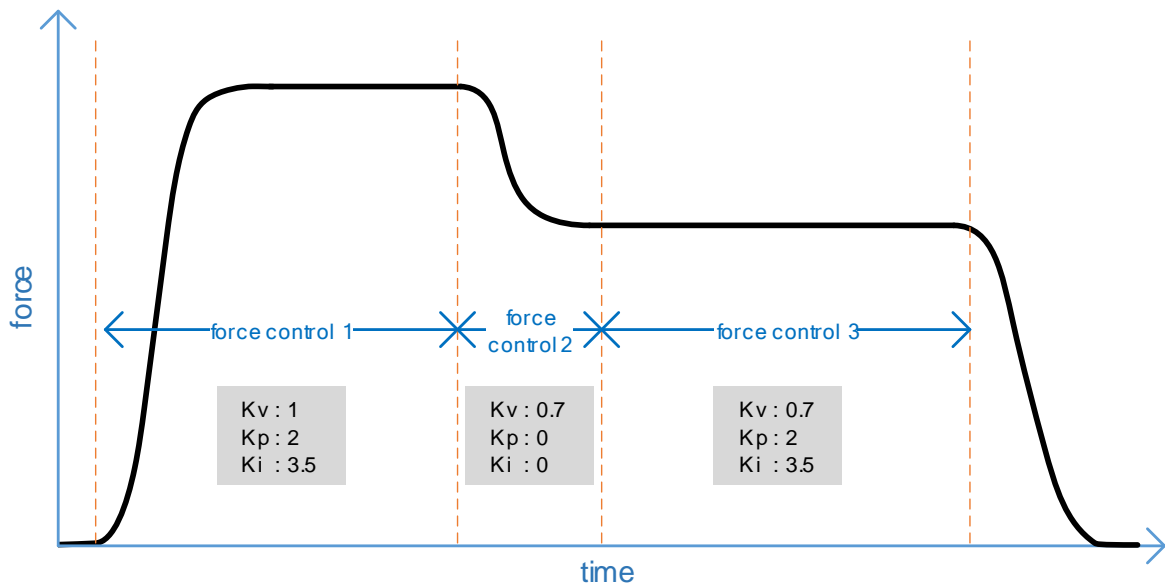 force
force control 1
force
control 2
force control 3
Kv : 1
Kp : 2
Ki : 3.5
Kv : 0.7
Kp : 0
Ki : 0
Kv : 0.7
Kp : 2
Ki : 3.5
time